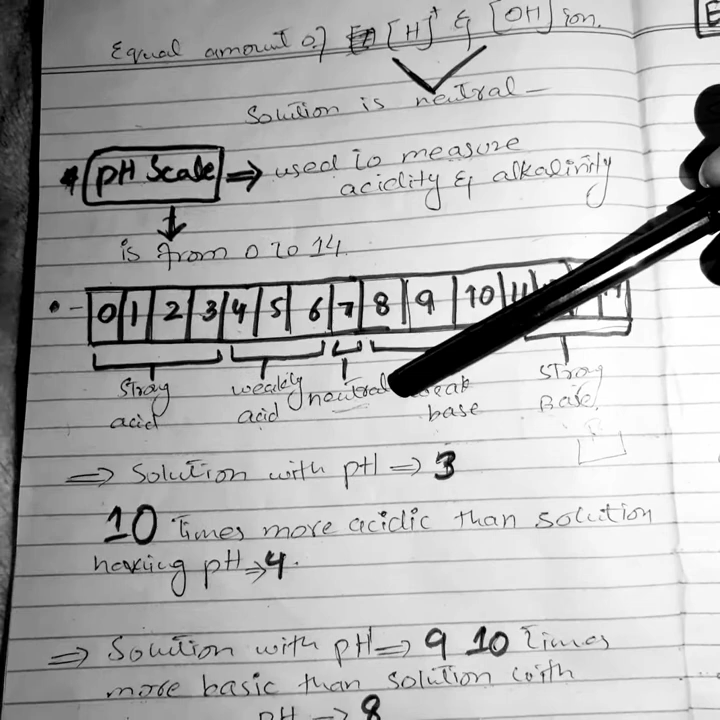 Equal amount of [H]⁺ & [OH] ion.
Solution is neutral –
* pH Scale ⇒ used to measure
acidity & alkalinity
↓
is from 0 to 14
• – 0 1 2 3 4 5 6 7 8 9 10 11
Strong acid
weakly acid
neutral
base
Strong Base.
⇒ Solution with pH ⇒ 3
10 times more acidic than solution
having pH ⇒ 4.
⇒ Solution with pH ⇒ 9 10 times
more basic than solution with
pH → 8